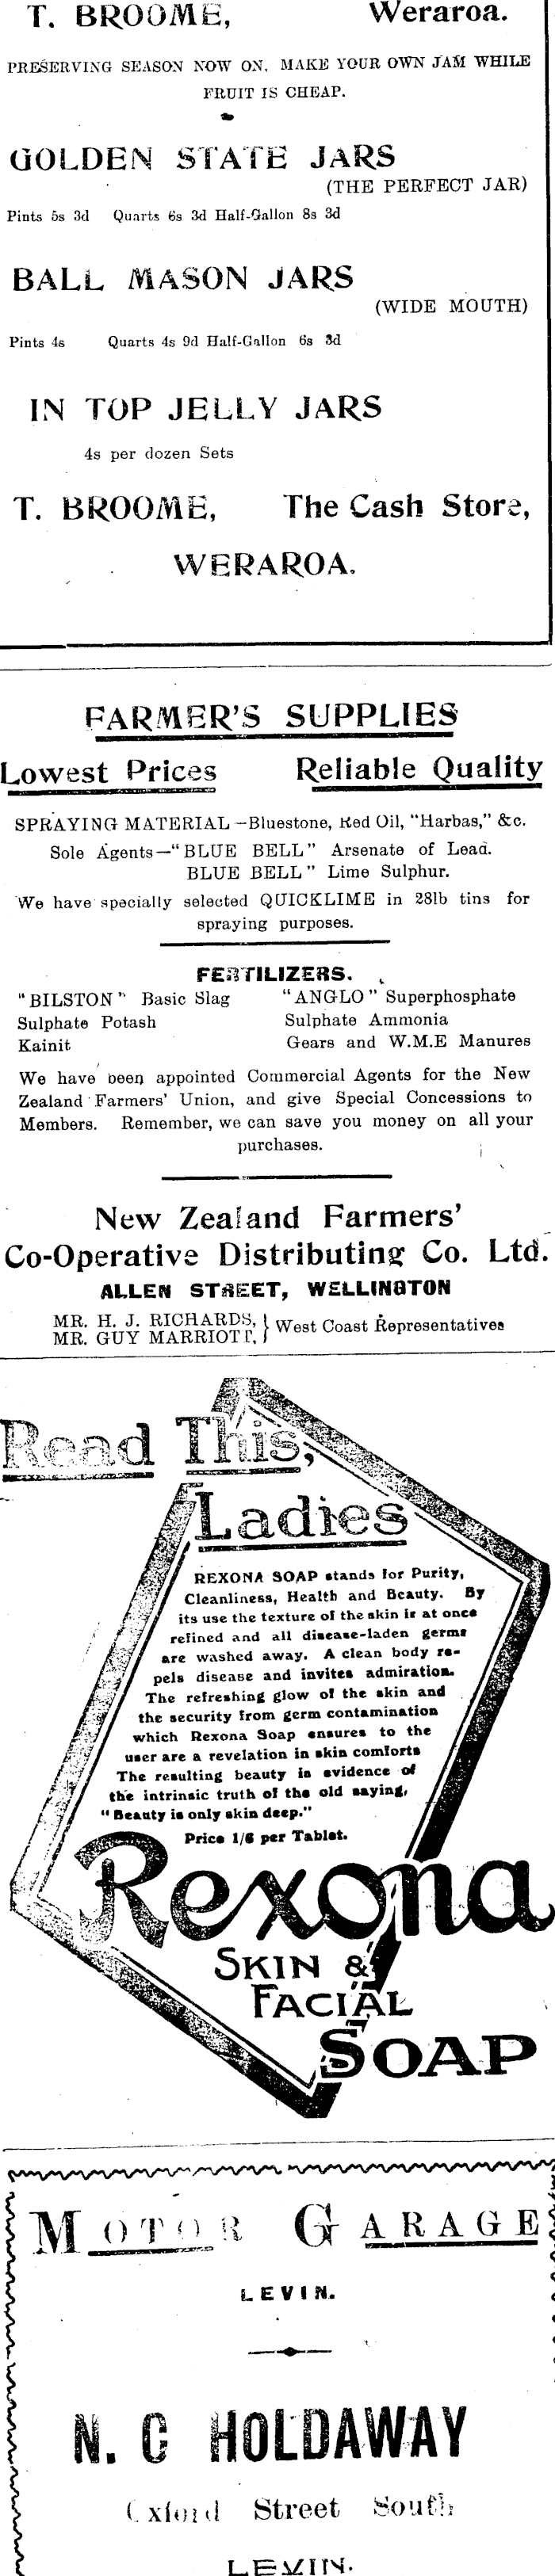 T. BROOME, Weraroa.
PRESERVING SEASON NOW ON. MAKE YOUR OWN JAM WHILE
FRUIT IS CHEAP.
GOLDEN STATE JARS
(THE PERFECT JAR)
Pints 5s 3d Quarts 6s 3d Half-Gallon 8s 3d
BALL MASON JARS
(WIDE MOUTH)
Pints 4s Quarts 4s 9d Half-Gallon 6s 3d
IN TOP JELLY JARS
4s per dozen Sets
T. BROOME, The Cash Store,
WERAROA.
FARMER'S SUPPLIES
Lowest Prices Reliable Quality
SPRAYING MATERIAL—Bluestone, Red Oil, "Harbas," &c.
Sole Agents—"BLUE BELL" Arsenate of Lead.
BLUE BELL" Lime Sulphur.
We have specially selected QUICKLIME in 28lb tins for
spraying purposes.
FERTILIZERS.
"BILSTON" Basic Slag "ANGLO" Superphosphate
Sulphate Potash Sulphate Ammonia
Kainit Gears and W.M.E Manures
We have been appointed Commercial Agents for the New
Zealand Farmers' Union, and give Special Concessions to
Members. Remember, we can save you money on all your
purchases.
New Zealand Farmers'
Co-Operative Distributing Co. Ltd.
ALLEN STREET, WELLINGTON
MR. H. J. RICHARDS,
MR. GUY MARRIOTT, } West Coast Representatives
Read This,
Ladies
REXONA SOAP stands for Purity,
Cleanliness, Health and Beauty. By
its use the texture of the skin is at once
refined and all disease-laden germs
are washed away. A clean body re-
pels disease and invites admiration.
The refreshing glow of the skin and
the security from germ contamination
which Rexona Soap ensures to the
user are a revelation in skin comforts
The resulting beauty is evidence of
the intrinsic truth of the old saying,
"Beauty is only skin deep."
Price 1/6 per Tablet.
Rexona
SKIN &
FACIAL
SOAP
MOTOR GARAGE
LEVIN.
N. C HOLDAWAY
Oxford Street South
LEVIN.